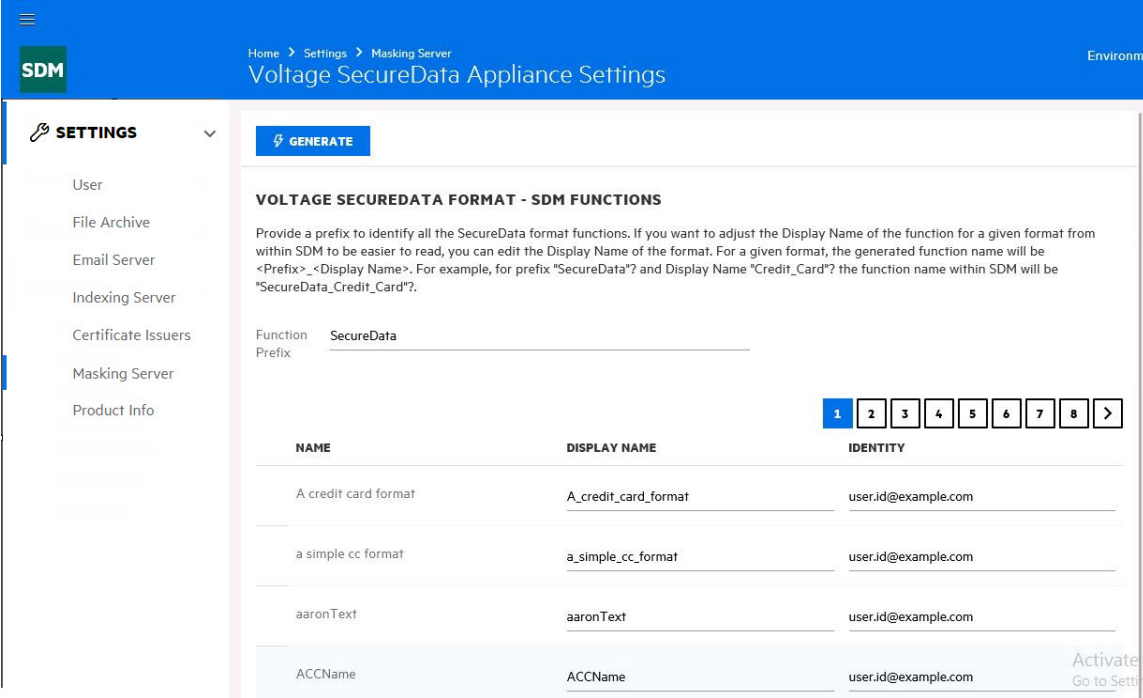 SDM
Home > Settings > Masking Server
Voltage SecureData Appliance Settings
Environm
SETTINGS
User
File Archive
Email Server
Indexing Server
Certificate Issuers
Masking Server
Product Info
GENERATE
VOLTAGE SECUREDATA FORMAT - SDM FUNCTIONS
Provide a prefix to identify all the SecureData format functions. If you want to adjust the Display Name of the function for a given format from
within SDM to be easier to read, you can edit the Display Name of the format. For a given format, the generated function name will be
<Prefix>_<Display Name>. For example, for prefix "SecureData"? and Display Name "Credit_Card"? the function name within SDM will be
"SecureData_Credit_Card"?.
Function Prefix SecureData
1 2 3 4 5 6 7 8 >
NAME DISPLAY NAME IDENTITY
A credit card format A_credit_card_format user.id@example.com
a simple cc format a_simple_cc_format user.id@example.com
aaronText aaronText user.id@example.com
ACCName ACCName user.id@example.com
Activate
Go to Setti